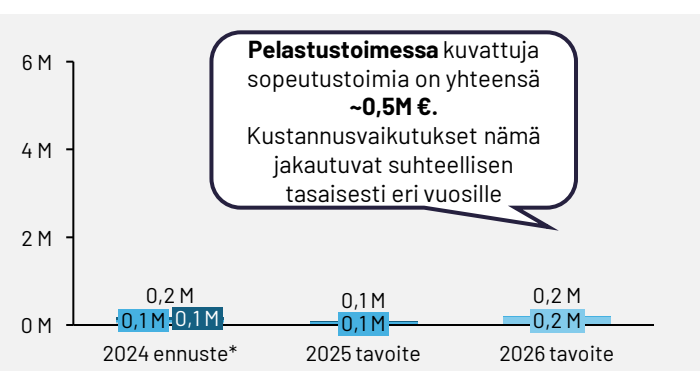 Pelastustoimessa kuvattuja
sopeutustoimia on yhteensä
~0,5M €.
Kustannusvaikutukset nämä
jakautuvat suhteellisen
tasaisesti eri vuosille
6 M
4 M
2 M
0 M
0,2 M
0,1 M 0,1 M
0,1 M
0,1 M
0,2 M
0,2 M
2024 ennuste*
2025 tavoite
2026 tavoite